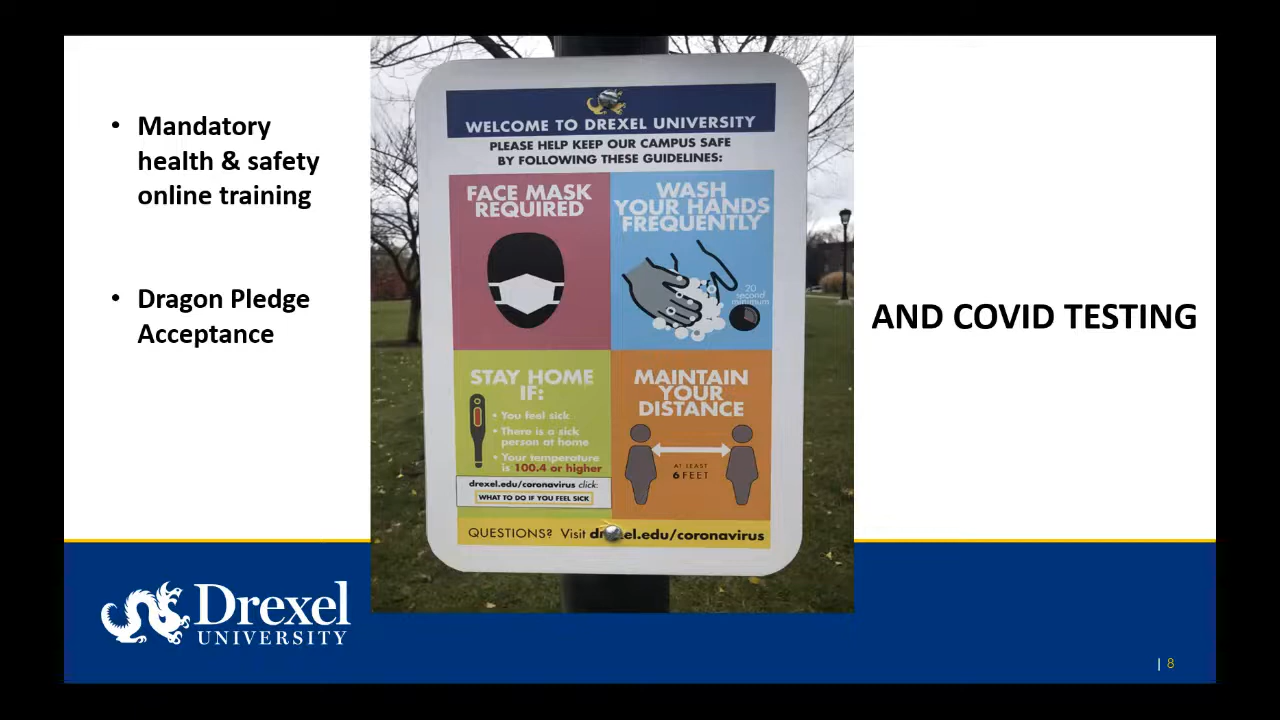 • Mandatory
health & safety
online training
• Dragon Pledge
Acceptance
WELCOME TO DREXEL UNIVERSITY
PLEASE HELP KEEP OUR CAMPUS SAFE
BY FOLLOWING THESE GUIDELINES:
FACE MASK
REQUIRED
WASH
YOUR HANDS
FREQUENTLY
20
second
minimum
STAY HOME
IF:
• You feel sick
• There is a sick
person at home
• Your temperature
is 100.4 or higher
drexel.edu/coronavirus click:
WHAT TO DO IF YOU FEEL SICK
MAINTAIN
YOUR
DISTANCE
AT LEAST
6 FEET
QUESTIONS? Visit drexel.edu/coronavirus
AND COVID TESTING
Drexel
UNIVERSITY
| 8